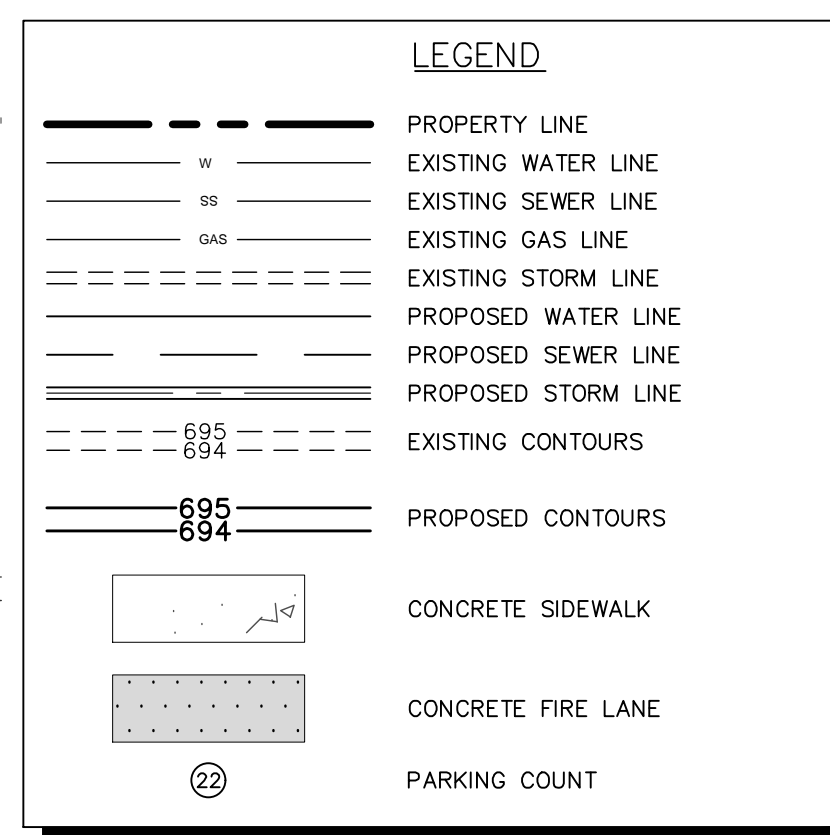 LEGEND
PROPERTY LINE
W EXISTING WATER LINE
SS EXISTING SEWER LINE
GAS EXISTING GAS LINE
EXISTING STORM LINE
PROPOSED WATER LINE
PROPOSED SEWER LINE
PROPOSED STORM LINE
695
694
EXISTING CONTOURS
695
694
PROPOSED CONTOURS
CONCRETE SIDEWALK
CONCRETE FIRE LANE
22 PARKING COUNT